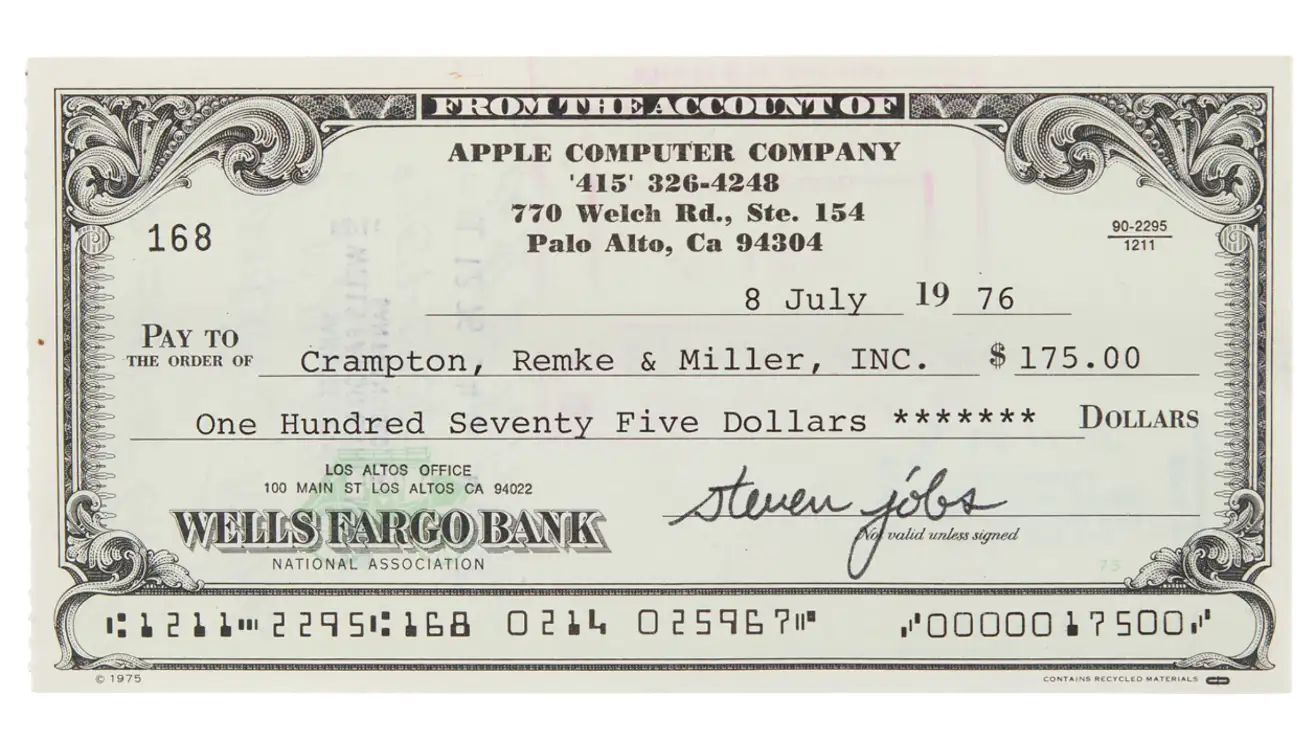 FROM THE ACCOUNT OF
APPLE COMPUTER COMPANY
'415' 326-4248
770 Welch Rd., Ste. 154
Palo Alto, Ca 94304
168
90-2295
1211
8 July 19 76
PAY TO
THE ORDER OF Crampton, Remke & Miller, INC. $ 175.00
One Hundred Seventy Five Dollars ******* DOLLARS
LOS ALTOS OFFICE
100 MAIN ST LOS ALTOS CA 94022
WELLS FARGO BANK
NATIONAL ASSOCIATION
steven jobs
Not valid unless signed
73
⑆1211⑉2295⑆168 0214 025967⑈ ⑇0000017500⑇
© 1975
CONTAINS RECYCLED MATERIALS